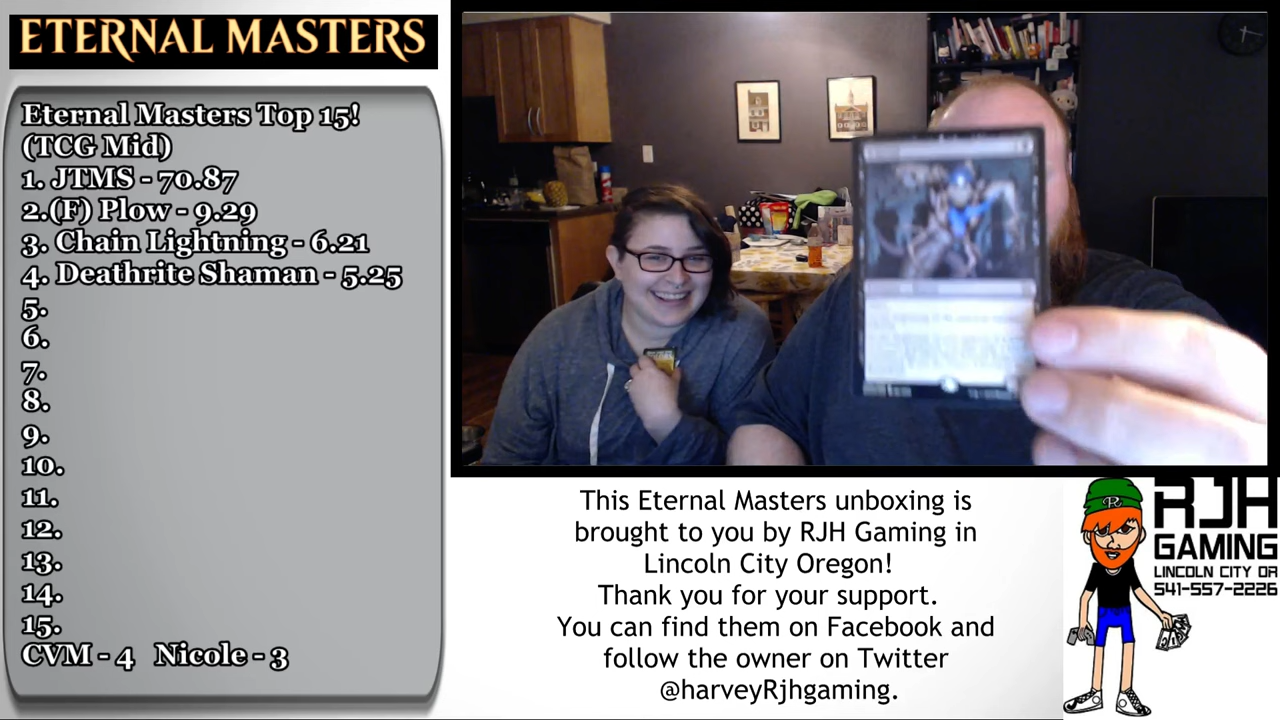 ETERNAL MASTERS
Eternal Masters Top 15!
(TCG Mid)
1. JTMS - 70.87
2.(F) Plow - 9.29
3. Chain Lightning - 6.21
4. Deathrite Shaman - 5.25
5.
6.
7.
8.
9.
10.
11.
12.
13.
14.
15.
CVM - 4 Nicole - 3
This Eternal Masters unboxing is
brought to you by RJH Gaming in
Lincoln City Oregon!
Thank you for your support.
You can find them on Facebook and
follow the owner on Twitter
@harveyRjhgaming.
R
RJH
GAMING
LINCOLN CITY OR
541-557-2226